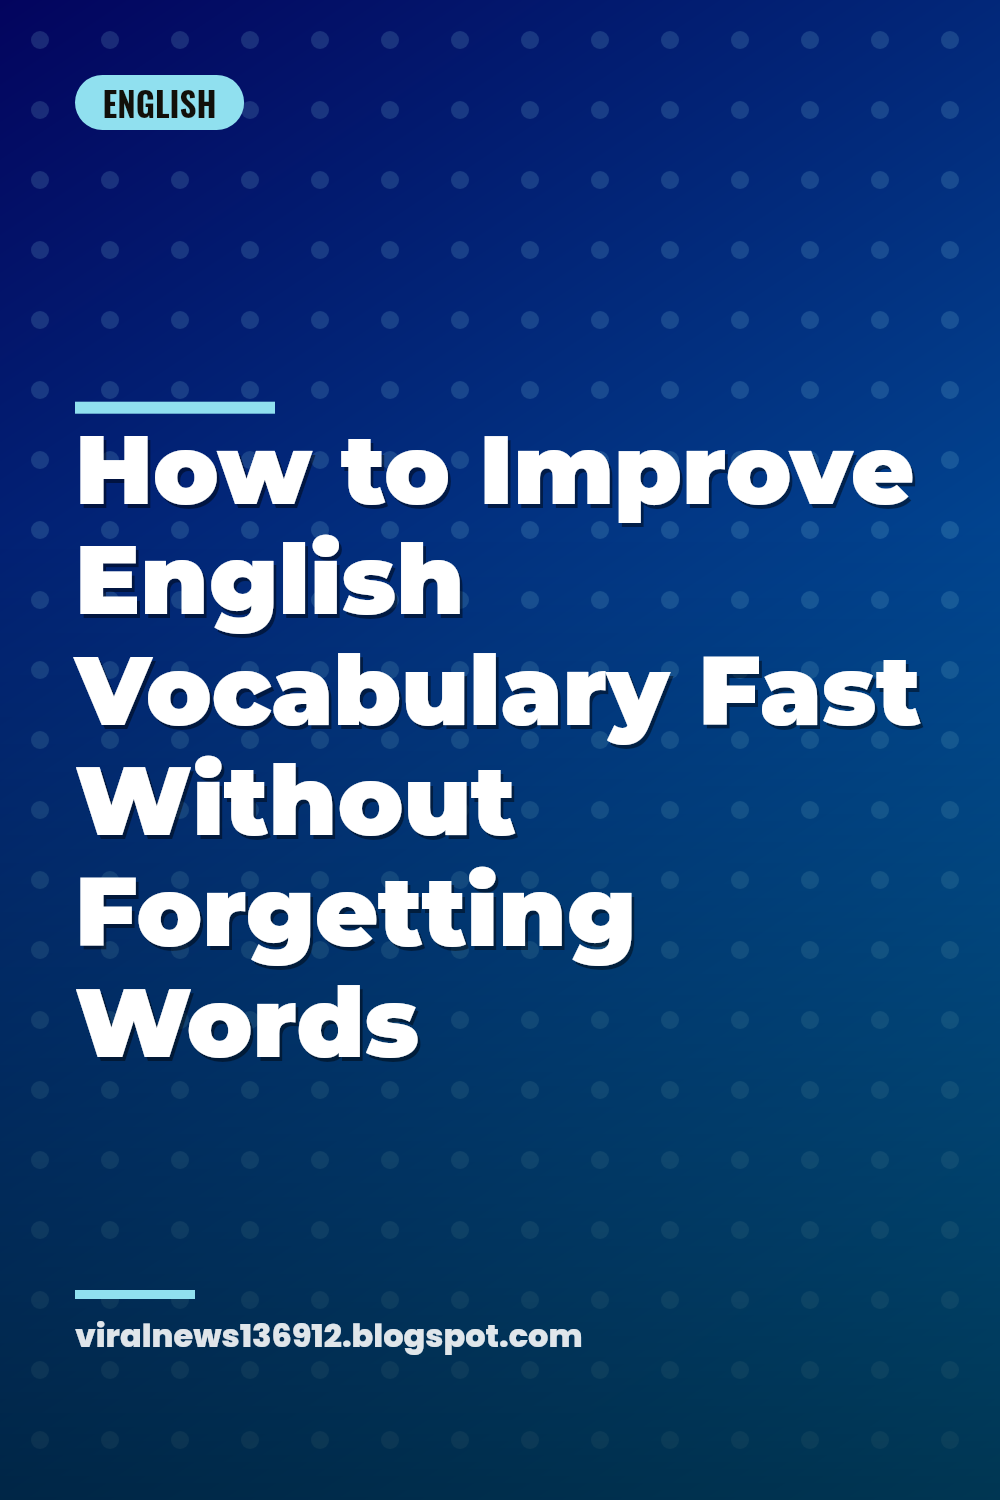 ENGLISH
How to Improve
English
Vocabulary Fast
Without
Forgetting
Words
viralnews136912.blogspot.com